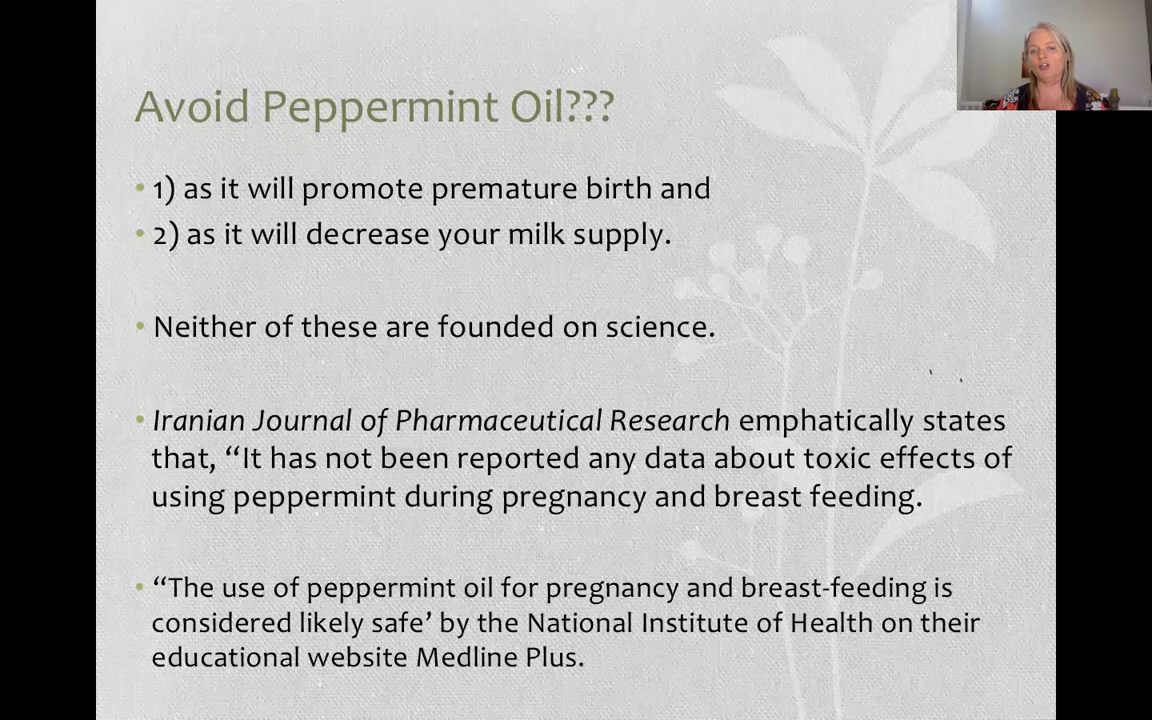 Avoid Peppermint Oil???
• 1) as it will promote premature birth and
• 2) as it will decrease your milk supply.
• Neither of these are founded on science.
• Iranian Journal of Pharmaceutical Research emphatically states
that, “It has not been reported any data about toxic effects of
using peppermint during pregnancy and breast feeding.
• “The use of peppermint oil for pregnancy and breast-feeding is
considered likely safe’ by the National Institute of Health on their
educational website Medline Plus.